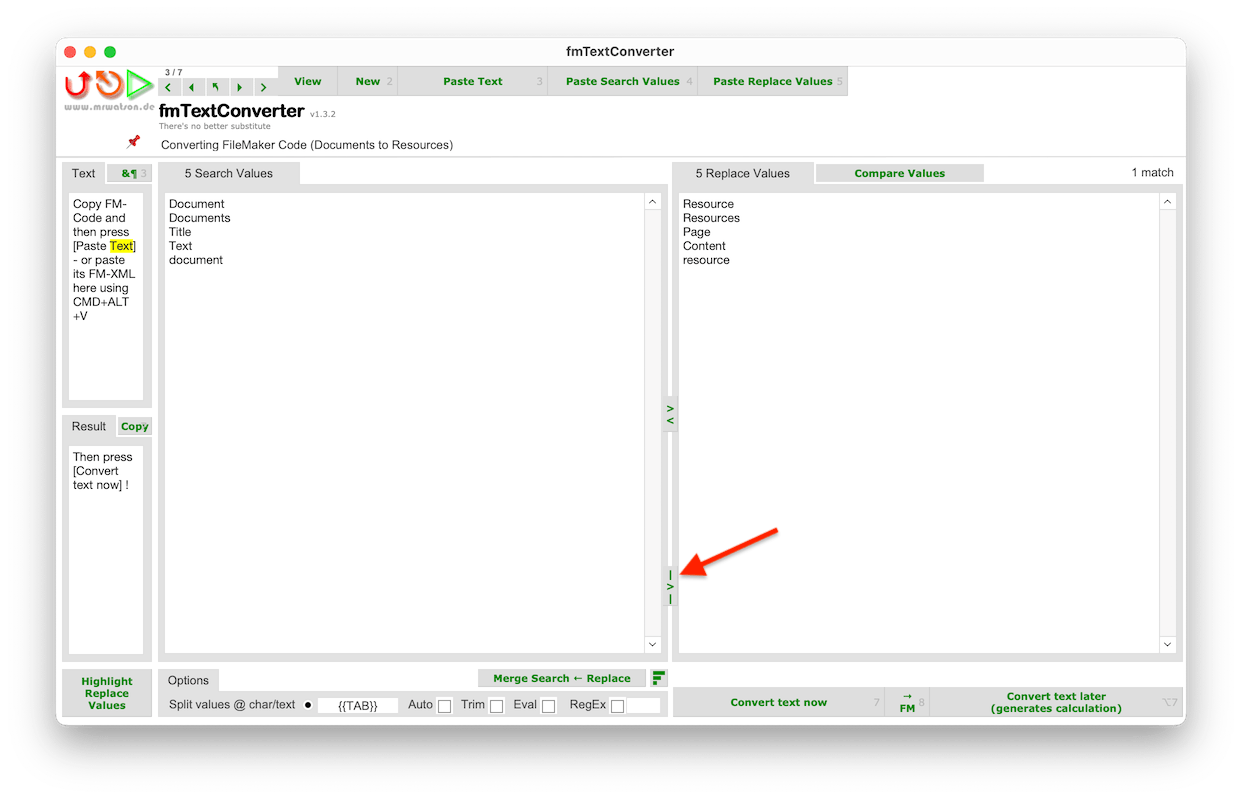 fmTextConverter
3 / 7
View
New 2
Paste Text 3
Paste Search Values 4
Paste Replace Values 5
www.mrwatson.de
fmTextConverter v1.3.2
There's no better substitute
Converting FileMaker Code (Documents to Resources)
Text
&¶ 3
5 Search Values
5 Replace Values
Compare Values
1 match
Copy FM-
Code and
then press
[Paste Text]
- or paste
its FM-XML
here using
CMD+ALT
+V
Document
Documents
Title
Text
document
Resource
Resources
Page
Content
resource
>
<
|
>
|
Result
Copy
Then press
[Convert
text now] !
Highlight
Replace
Values
Options
Merge Search ← Replace
Split values @ char/text • {{TAB}} Auto Trim Eval RegEx
Convert text now 7
→
FM 8
Convert text later
(generates calculation) ⌥7